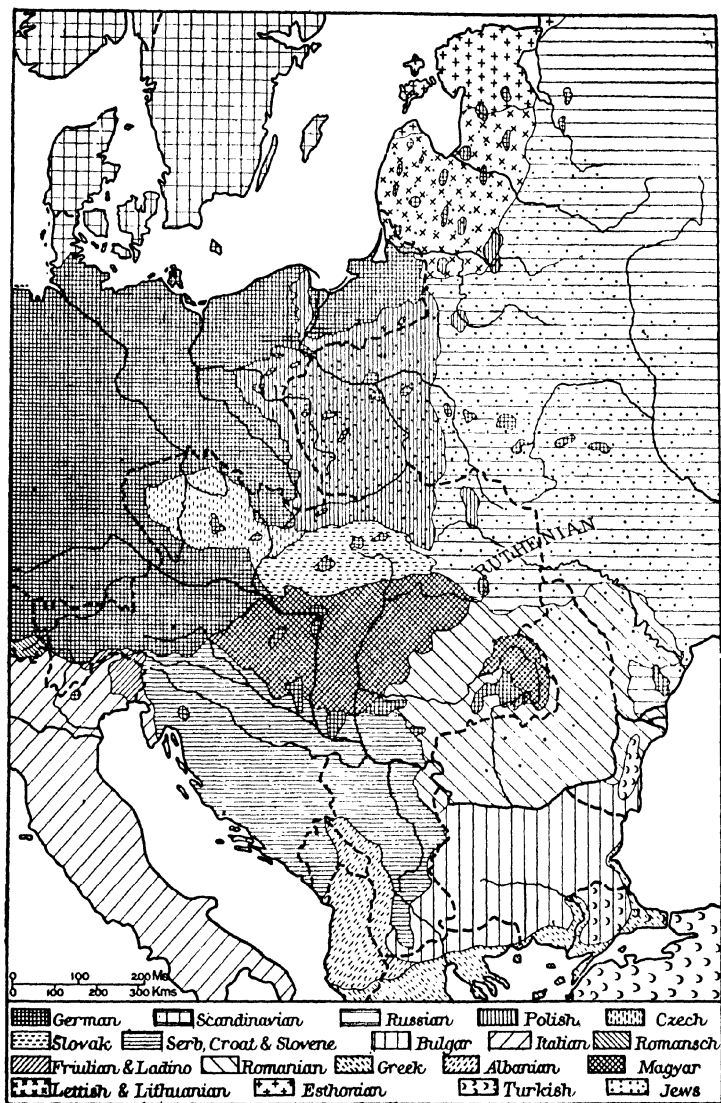 RUTHENIAN
0 100 200 Ms
0 100 200 300 Kms
German Scandinavian Russian Polish Czech
Slovak Serb, Croat & Slovene Bulgar Italian Romansch
Friulian & Ladino Romanian Greek Albanian Magyar
Lettish & Lithuanian Esthonian Turkish Jews